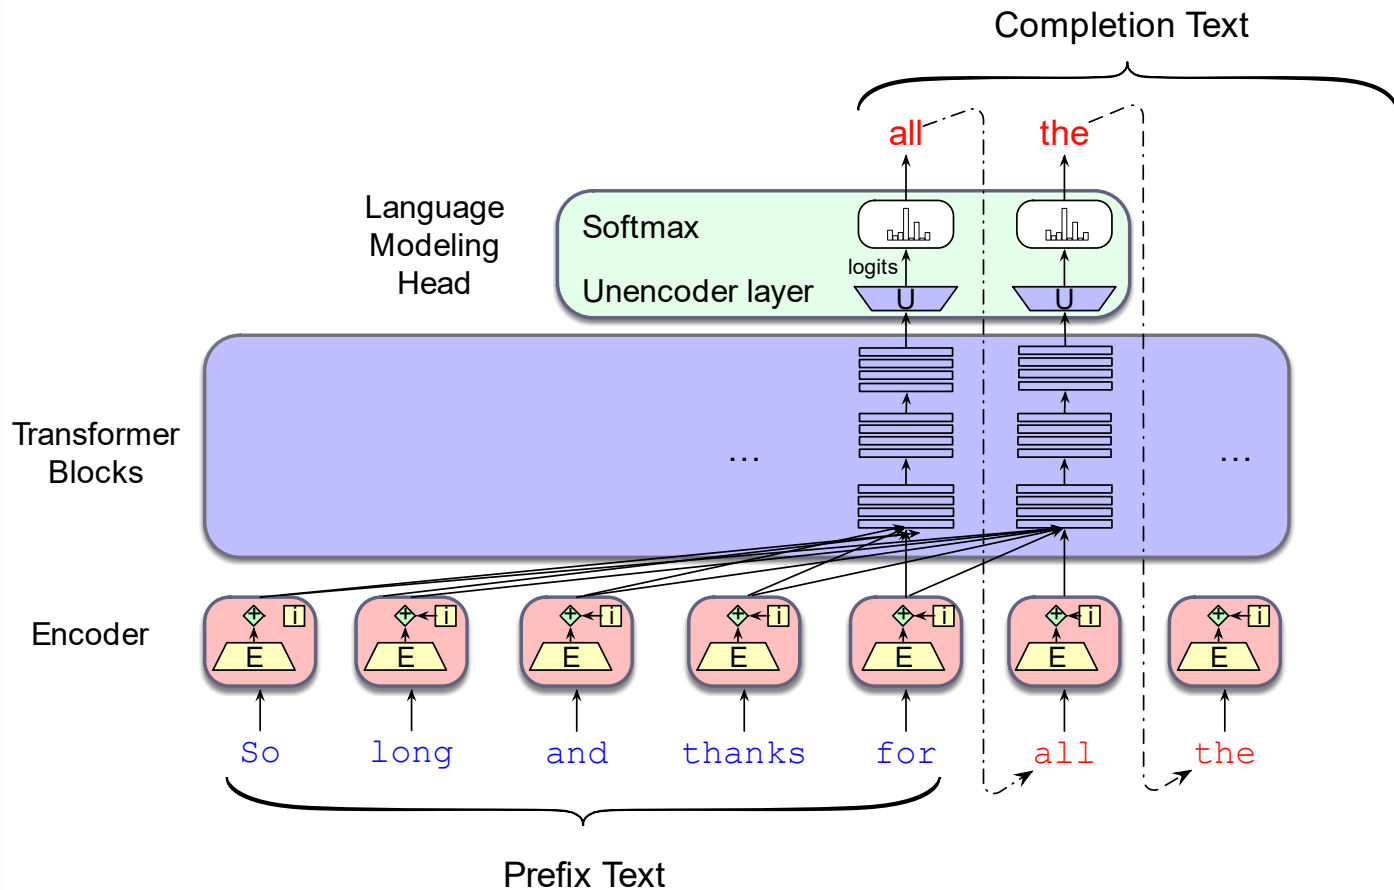 Completion Text
all the
Language
Modeling
Head
Softmax
logits
Unencoder layer
U U
Transformer
Blocks
... ...
Encoder
+ i + i + i + i + i + i + i
E E E E E E E
So long and thanks for all the
Prefix Text